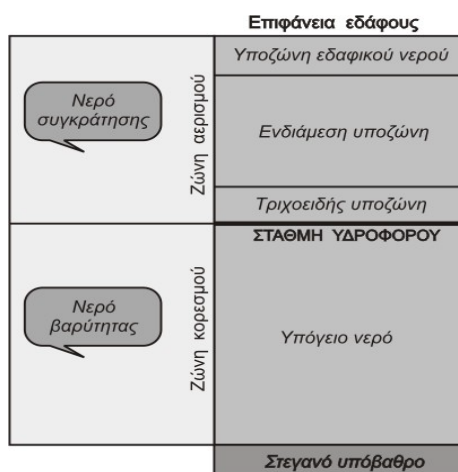 Επιφάνεια εδάφους
Υποζώνη εδαφικού νερού
Νερό
συγκράτησης
Ζώνη αερισμού
Ενδιάμεση υποζώνη
Τριχοειδής υποζώνη
ΣΤΑΘΜΗ ΥΔΡΟΦΟΡΟΥ
Νερό
βαρύτητας
Ζώνη κορεσμού
Υπόγειο νερό
Στεγανό υπόβαθρο